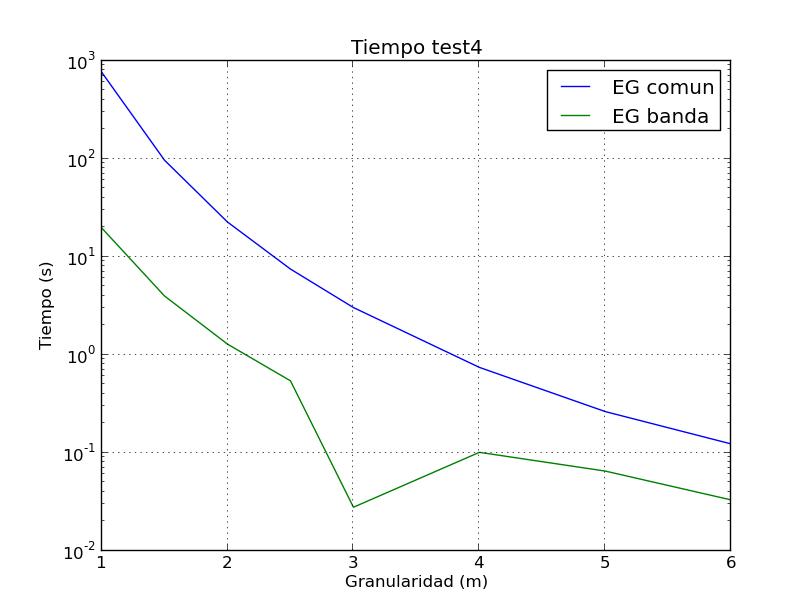 Tiempo test4
EG comun
EG banda
10^3
10^2
10^1
10^0
10^-1
10^-2
Tiempo (s)
1 2 3 4 5 6
Granularidad (m)